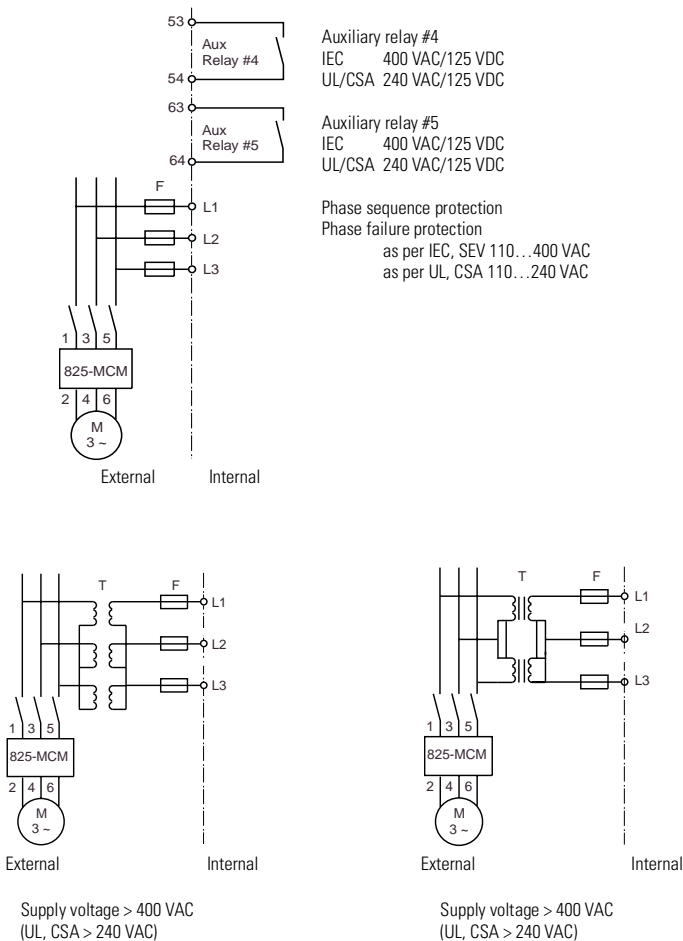 53
Aux
Relay #4
54
63
Aux
Relay #5
64
Auxiliary relay #4
IEC 400 VAC/125 VDC
UL/CSA 240 VAC/125 VDC
Auxiliary relay #5
IEC 400 VAC/125 VDC
UL/CSA 240 VAC/125 VDC
Phase sequence protection
Phase failure protection
as per IEC, SEV 110…400 VAC
as per UL, CSA 110…240 VAC
F
L1
L2
L3
1 3 5
825-MCM
2 4 6
M
3 ~
External Internal
T F
L1
L2
L3
1 3 5
825-MCM
2 4 6
M
3 ~
External Internal
Supply voltage > 400 VAC
(UL, CSA > 240 VAC)
T F
L1
L2
L3
1 3 5
825-MCM
2 4 6
M
3 ~
External Internal
Supply voltage > 400 VAC
(UL, CSA > 240 VAC)